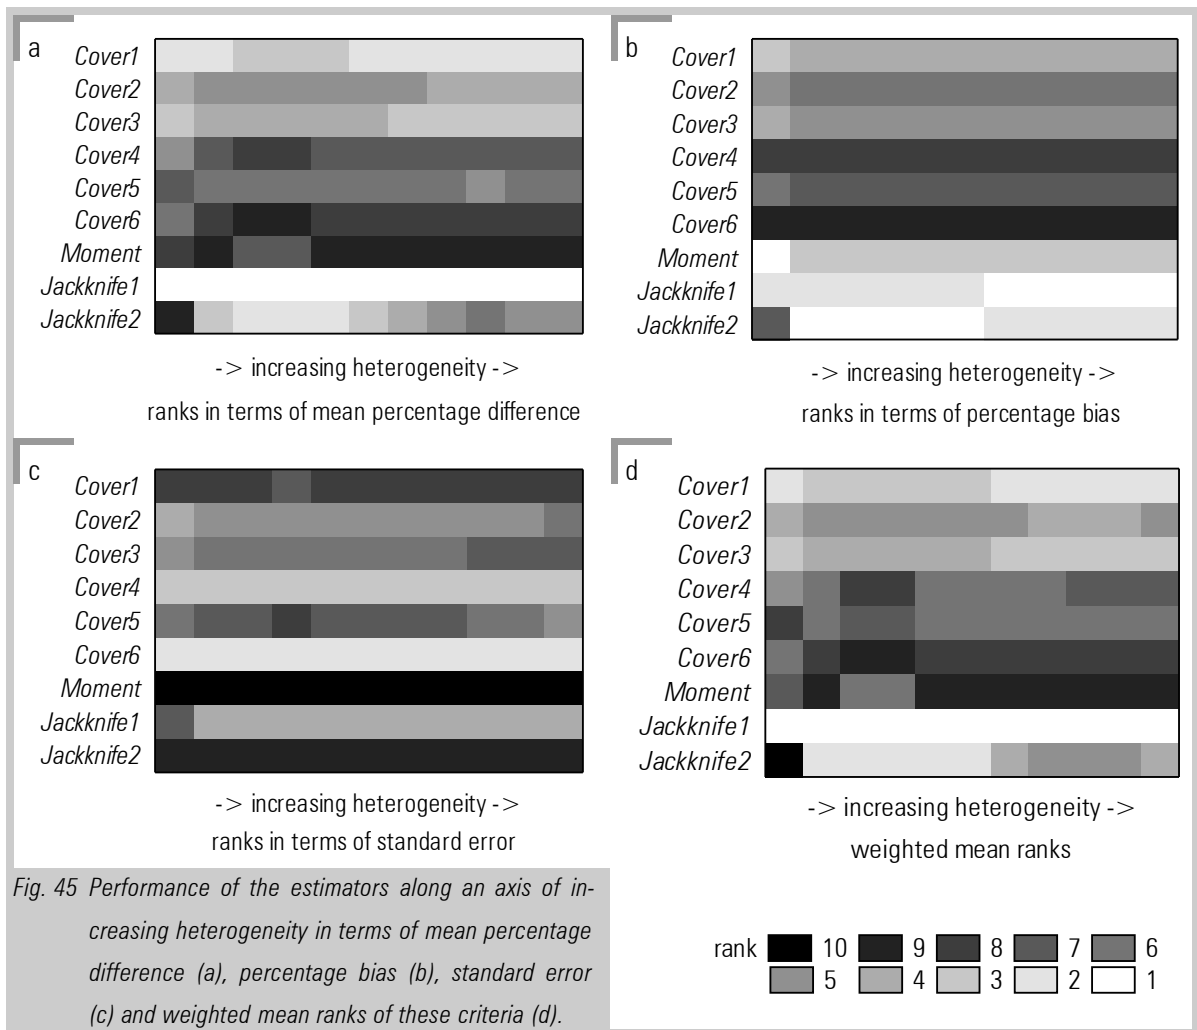 a
Cover1
Cover2
Cover3
Cover4
Cover5
Cover6
Moment
Jackknife1
Jackknife2
-> increasing heterogeneity ->
ranks in terms of mean percentage difference
b
Cover1
Cover2
Cover3
Cover4
Cover5
Cover6
Moment
Jackknife1
Jackknife2
-> increasing heterogeneity ->
ranks in terms of percentage bias
c
Cover1
Cover2
Cover3
Cover4
Cover5
Cover6
Moment
Jackknife1
Jackknife2
-> increasing heterogeneity ->
ranks in terms of standard error
d
Cover1
Cover2
Cover3
Cover4
Cover5
Cover6
Moment
Jackknife1
Jackknife2
-> increasing heterogeneity ->
weighted mean ranks
Fig. 45 Performance of the estimators along an axis of in-
creasing heterogeneity in terms of mean percentage
difference (a), percentage bias (b), standard error
(c) and weighted mean ranks of these criteria (d).
rank 10 9 8 7 6
5 4 3 2 1